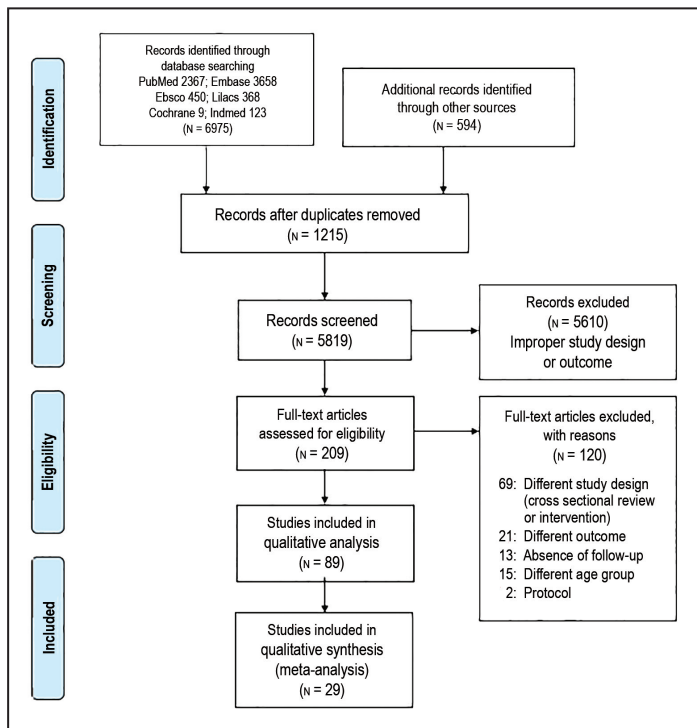 Identification
Records identified through
database searching
PubMed 2367; Embase 3658
Ebsco 450; Lilacs 368
Cochrane 9; Indmed 123
(N = 6975)
Additional records identified
through other sources
(N = 594)
Records after duplicates removed
(N = 1215)
Screening
Records screened
(N = 5819)
Records excluded
(N = 5610)
Improper study design
or outcome
Eligibility
Full-text articles
assessed for eligibility
(N = 209)
Full-text articles excluded,
with reasons
(N = 120)
69: Different study design
(cross sectional review
or intervention)
21: Different outcome
13: Absence of follow-up
15: Different age group
2: Protocol
Studies included in
qualitative analysis
(N = 89)
Included
Studies included in
qualitative synthesis
(meta-analysis)
(N = 29)